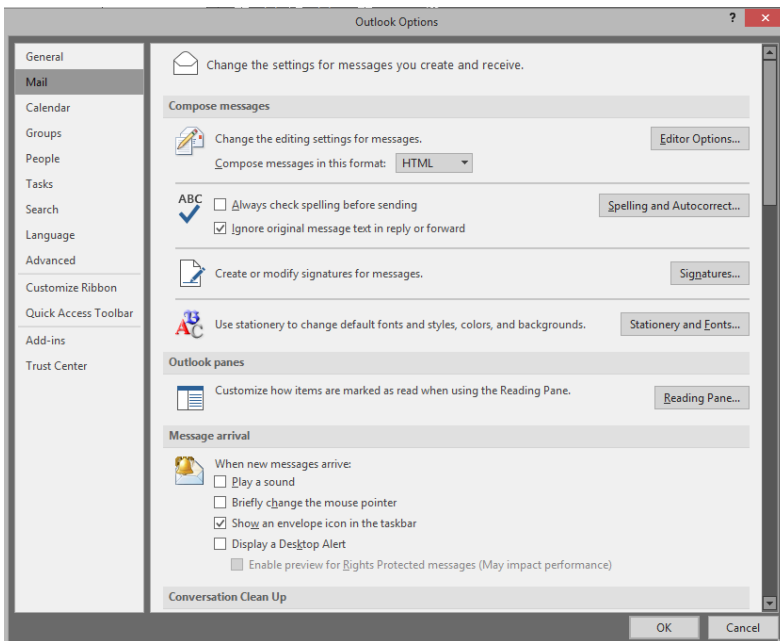 Outlook Options
? ×
General
Mail
Calendar
Groups
People
Tasks
Search
Language
Advanced
Customize Ribbon
Quick Access Toolbar
Add-ins
Trust Center
Change the settings for messages you create and receive.
Compose messages
Change the editing settings for messages.
Editor Options...
Compose messages in this format: HTML
ABC
Always check spelling before sending
Spelling and Autocorrect...
Ignore original message text in reply or forward
Create or modify signatures for messages.
Signatures...
Use stationery to change default fonts and styles, colors, and backgrounds.
Stationery and Fonts...
Outlook panes
Customize how items are marked as read when using the Reading Pane.
Reading Pane...
Message arrival
When new messages arrive:
Play a sound
Briefly change the mouse pointer
Show an envelope icon in the taskbar
Display a Desktop Alert
Enable preview for Rights Protected messages (May impact performance)
Conversation Clean Up
OK
Cancel